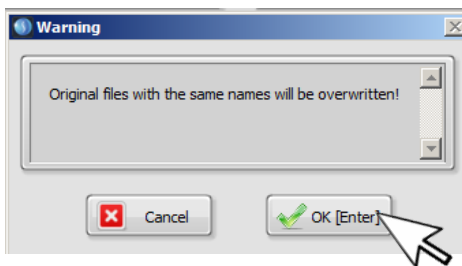 Warning
Original files with the same names will be overwritten!
Cancel
OK [Enter]